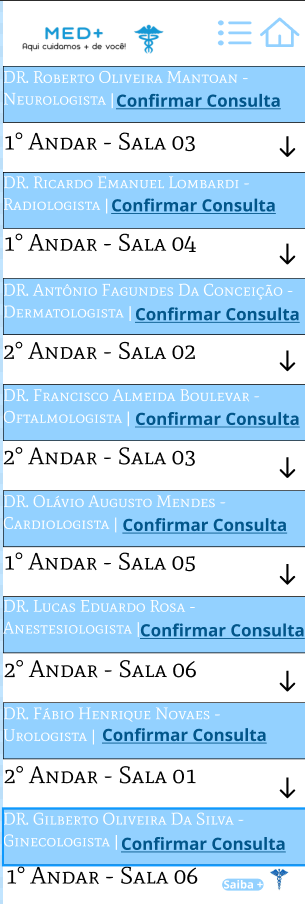 MED+
Aqui cuidamos + de você!
DR. Roberto Oliveira Mantoan -
Neurologista | Confirmar Consulta
1° Andar - Sala 03
DR. Ricardo Emanuel Lombardi -
Radiologista | Confirmar Consulta
1° Andar - Sala 04
DR. Antônio Fagundes Da Conceição -
Dermatologista | Confirmar Consulta
2° Andar - Sala 02
DR. Francisco Almeida Boulevar -
Oftalmologista | Confirmar Consulta
2° Andar - Sala 03
DR. Olávio Augusto Mendes -
Cardiologista | Confirmar Consulta
1° Andar - Sala 05
DR. Lucas Eduardo Rosa -
Anestesiologista | Confirmar Consulta
2° Andar - Sala 06
DR. Fábio Henrique Novaes -
Urologista | Confirmar Consulta
2° Andar - Sala 01
DR. Gilberto Oliveira Da Silva -
Ginecologista | Confirmar Consulta
1° Andar - Sala 06
Saiba +